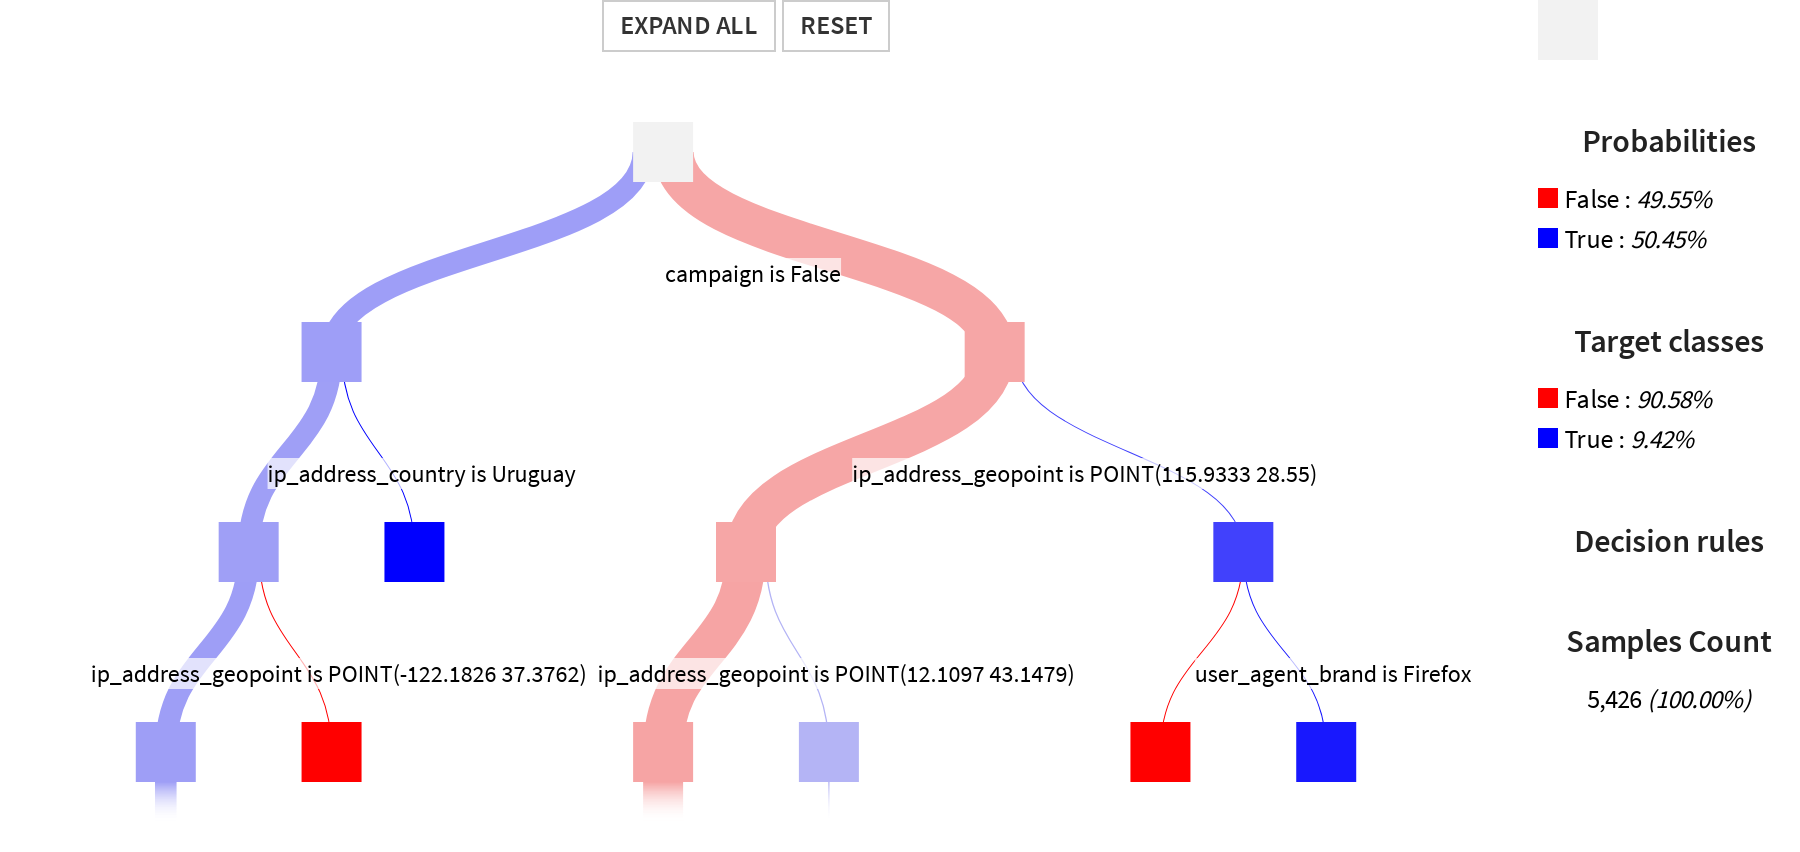 EXPAND ALL
RESET
campaign is False
ip_address_country is Uruguay
ip_address_geopoint is POINT(115.9333 28.55)
ip_address_geopoint is POINT(-122.1826 37.3762)
ip_address_geopoint is POINT(12.1097 43.1479)
user_agent_brand is Firefox
Probabilities
False : 49.55%
True : 50.45%
Target classes
False : 90.58%
True : 9.42%
Decision rules
Samples Count
5,426 (100.00%)